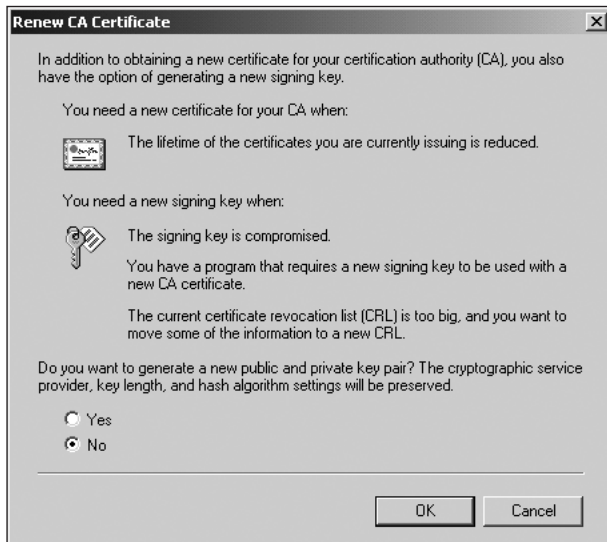 Renew CA Certificate
In addition to obtaining a new certificate for your certification authority (CA), you also
have the option of generating a new signing key.
You need a new certificate for your CA when:
The lifetime of the certificates you are currently issuing is reduced.
You need a new signing key when:
The signing key is compromised.
You have a program that requires a new signing key to be used with a
new CA certificate.
The current certificate revocation list (CRL) is too big, and you want to
move some of the information to a new CRL.
Do you want to generate a new public and private key pair? The cryptographic service
provider, key length, and hash algorithm settings will be preserved.
Yes
No
OK
Cancel